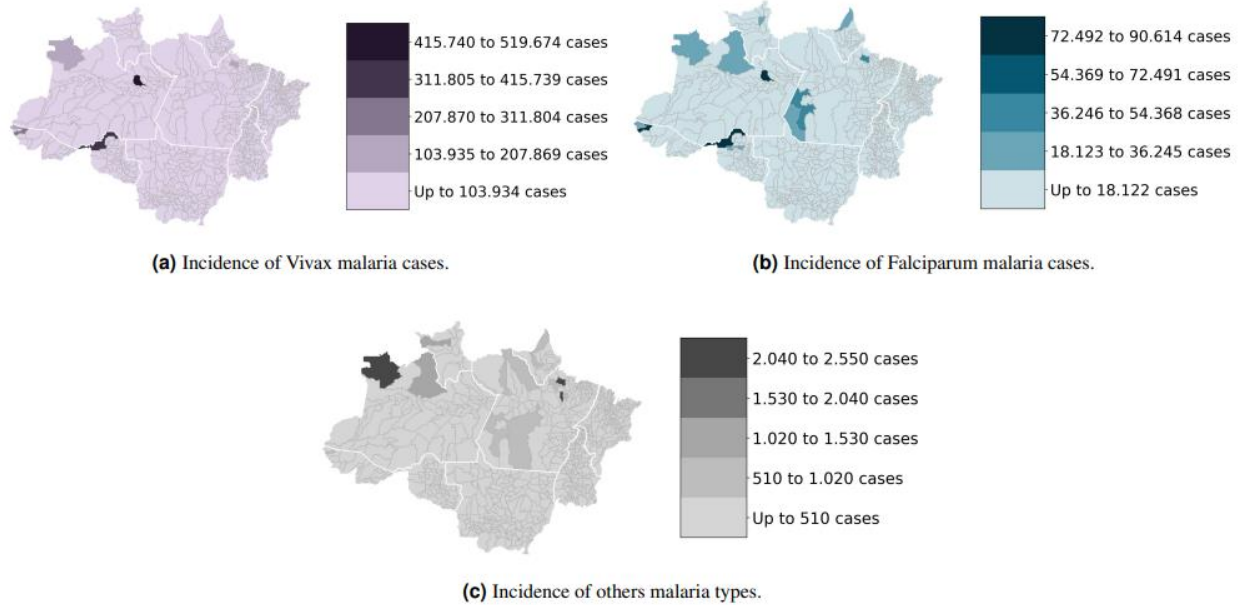 415.740 to 519.674 cases
311.805 to 415.739 cases
207.870 to 311.804 cases
103.935 to 207.869 cases
Up to 103.934 cases
(a) Incidence of Vivax malaria cases.
72.492 to 90.614 cases
54.369 to 72.491 cases
36.246 to 54.368 cases
18.123 to 36.245 cases
Up to 18.122 cases
(b) Incidence of Falciparum malaria cases.
2.040 to 2.550 cases
1.530 to 2.040 cases
1.020 to 1.530 cases
510 to 1.020 cases
Up to 510 cases
(c) Incidence of others malaria types.